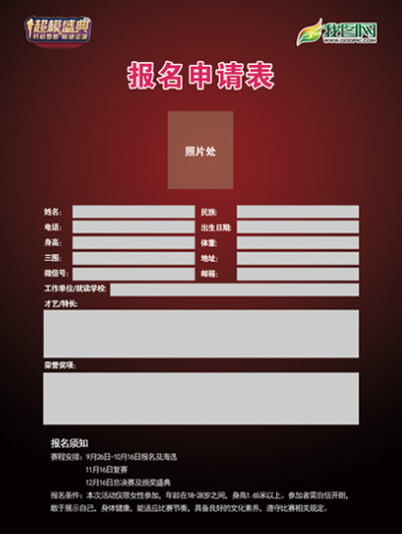 超模盛典
报名申请表
照片处
姓名: 民族:
电话: 出生日期:
身高: 体重:
三围: 地址:
微信号: 邮箱:
工作单位/就读学校:
才艺/特长:
荣誉奖项:
报名须知
赛程安排：9月26日-10月16日报名及海选
11月16日复赛
12月16日总决赛及颁奖盛典
报名条件：本次活动仅限女性参加，年龄在18-28岁之间，身高1.65米以上。参加者需自信开朗，
敢于展示自己，身体健康，能适应比赛节奏，具备良好的文化素养，遵守比赛相关规定。